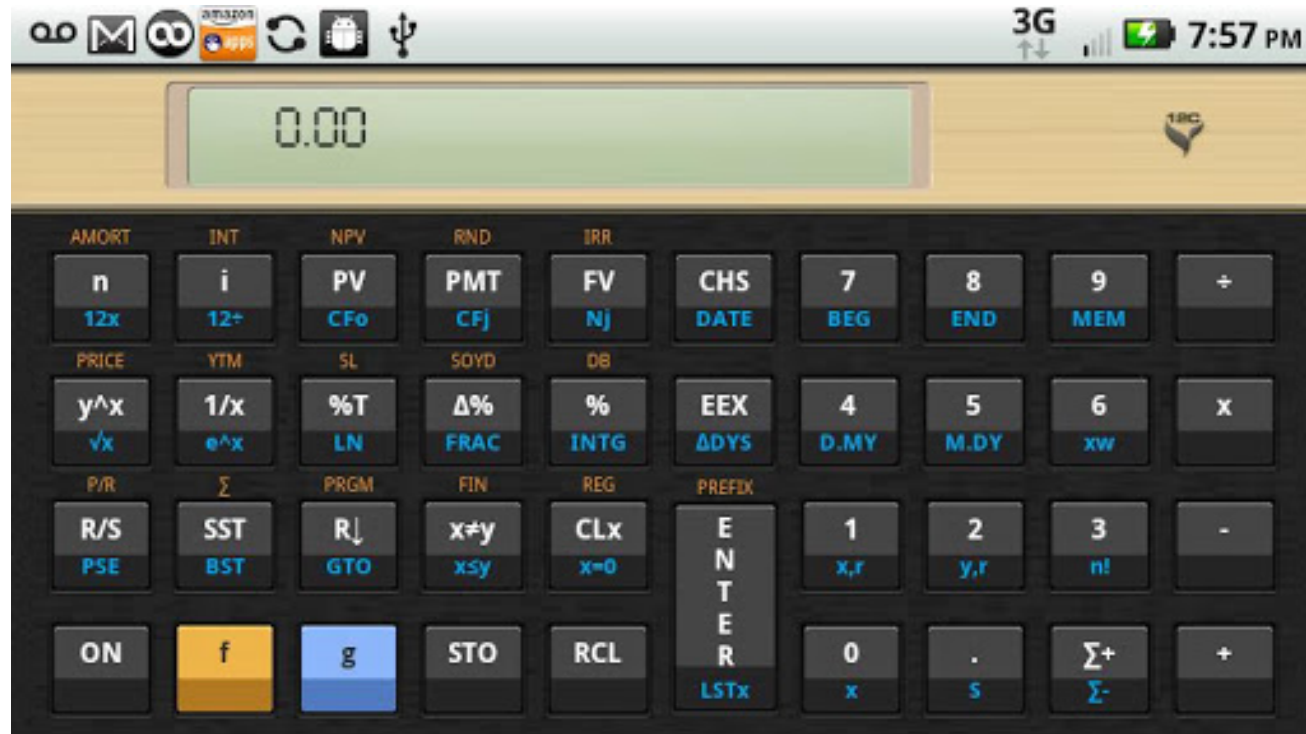 amazon apps 3G 7:57 PM
0.00
12C
AMORT INT NPV RND IRR
n i PV PMT FV CHS 7 8 9 ÷
12x 12÷ CFo CFj Nj DATE BEG END MEM
PRICE YTM SL SOYD DB
y^x 1/x %T Δ% % EEX 4 5 6 x
√x e^x LN FRAC INTG ΔDYS D.MY M.DY xw
P/R Σ PRGM FIN REG PREFIX
R/S SST R↓ x≠y CLx ENTER 1 2 3 -
PSE BST GTO x≤y x=0 x,r y,r n!
ON f g STO RCL 0 . Σ+ +
LSTx x S Σ-